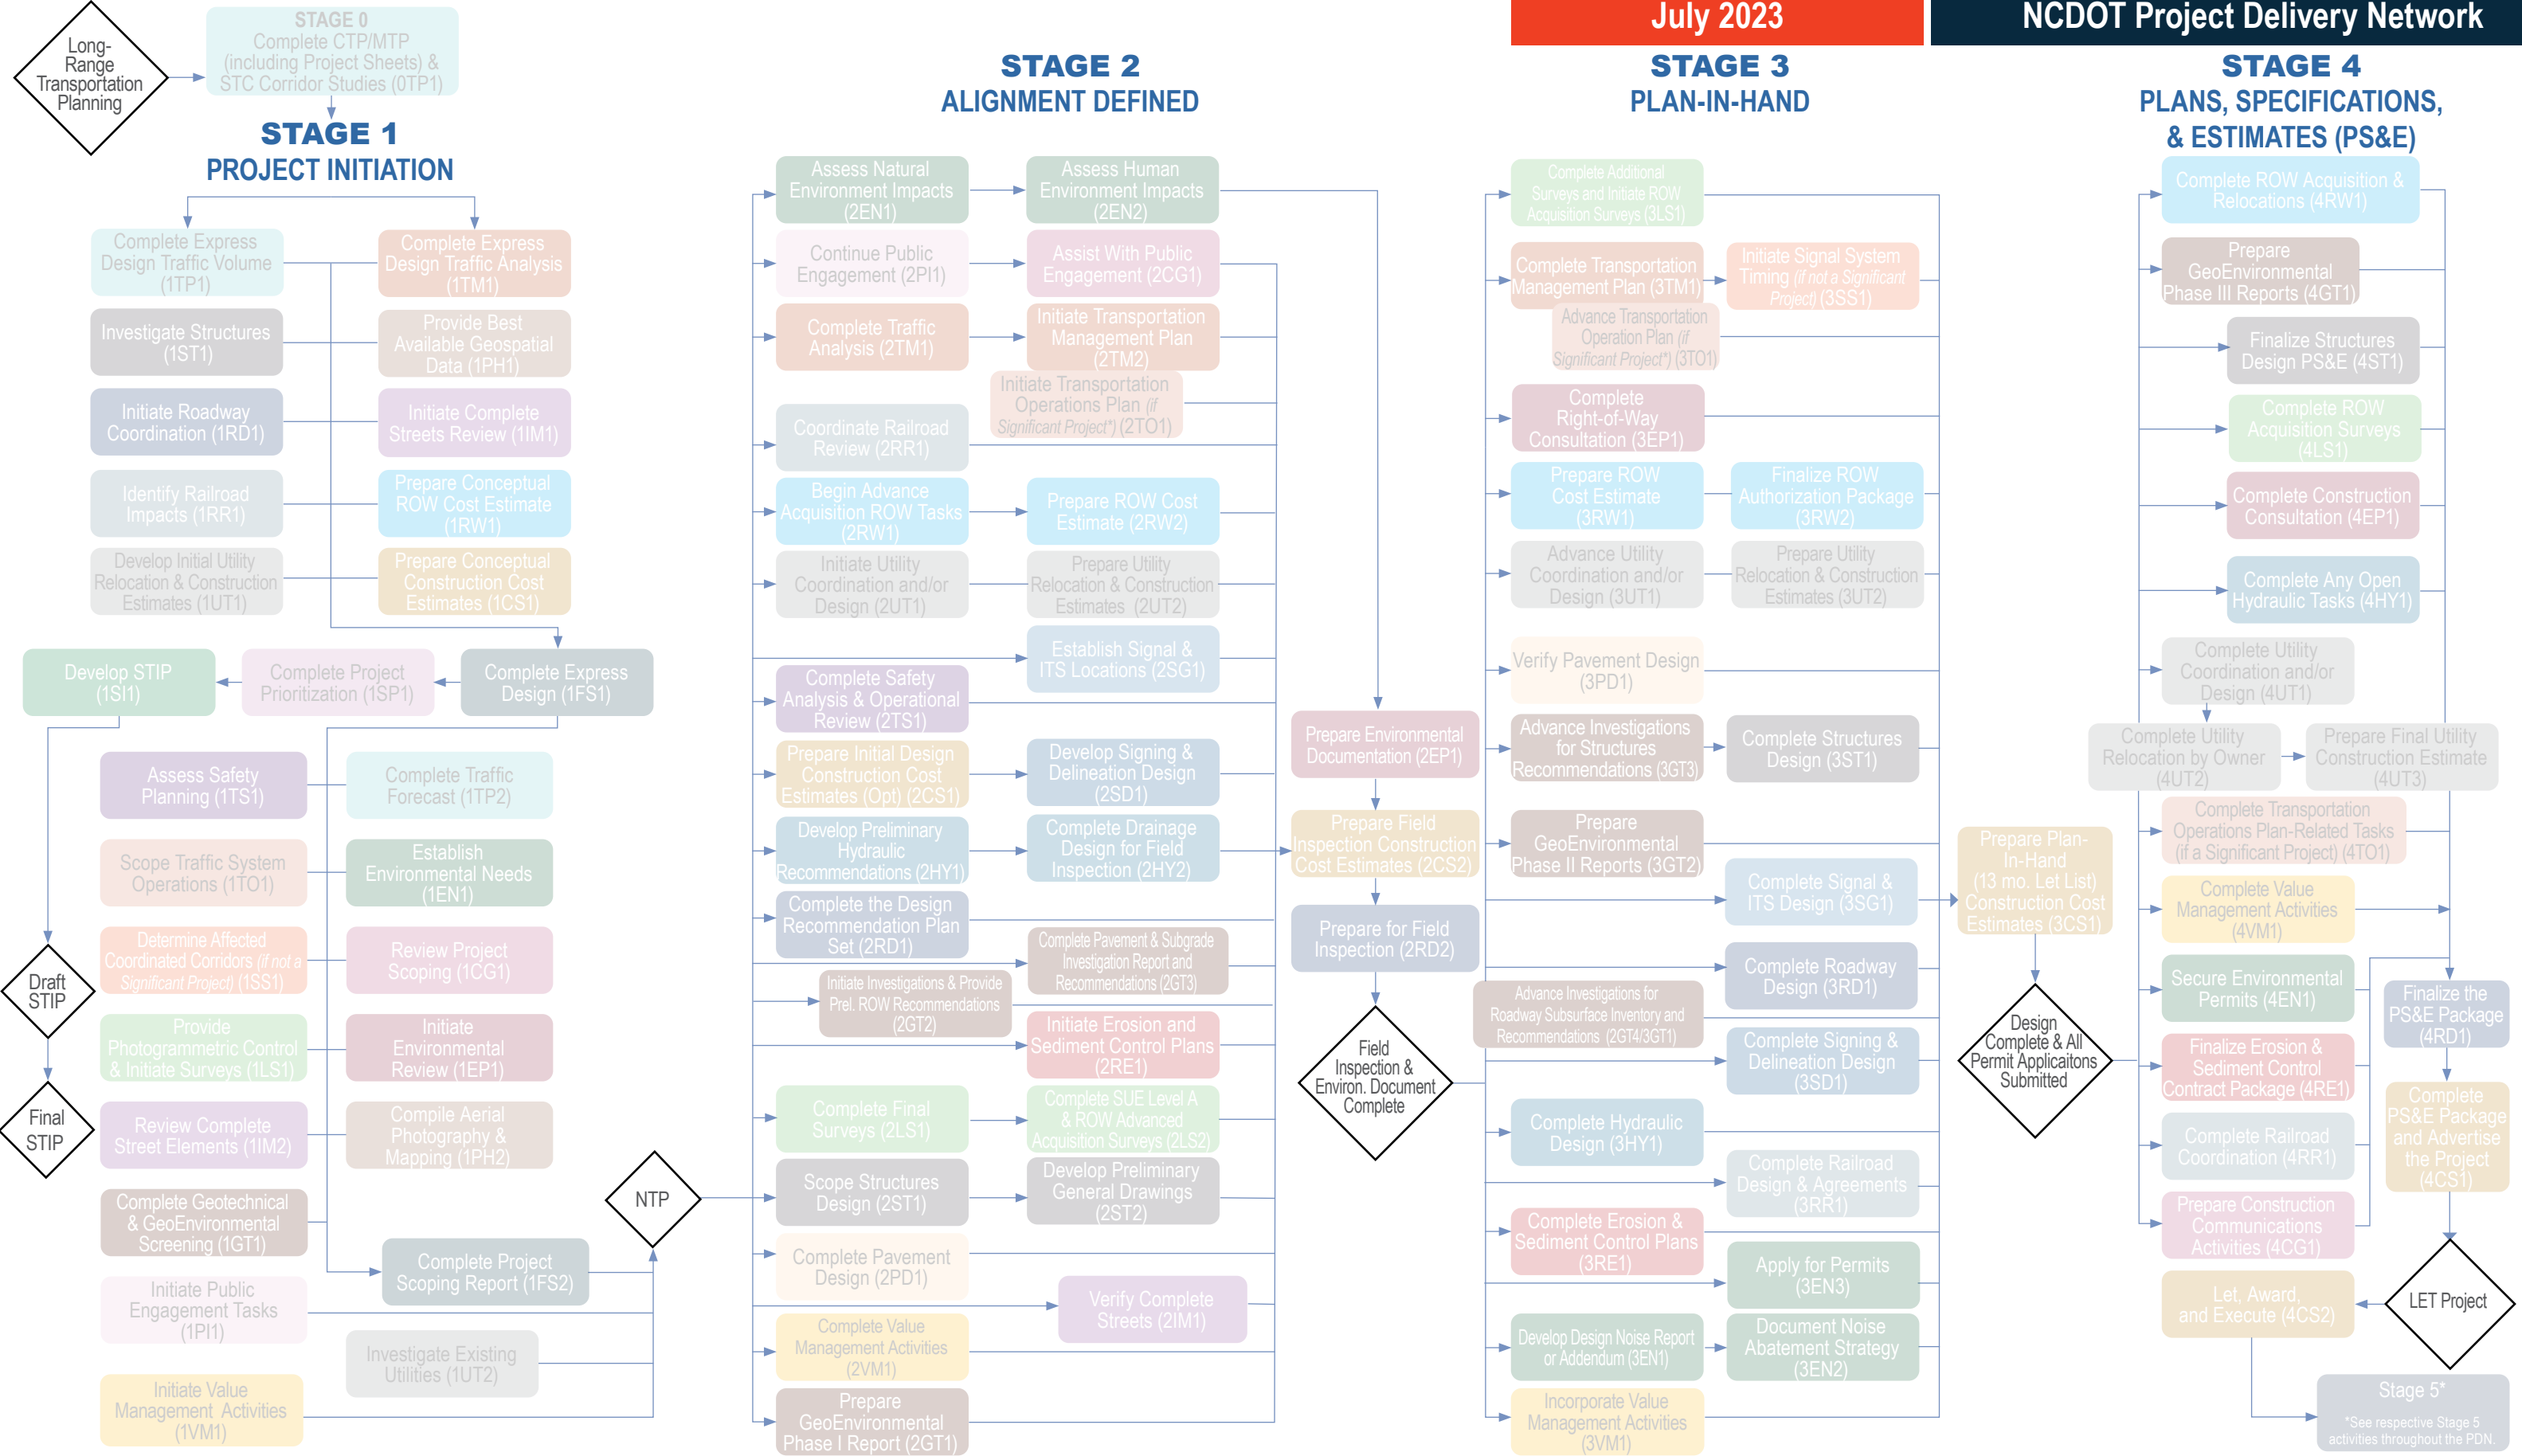 July 2023
NCDOT Project Delivery Network
Long-
Range
Transportation
Planning
STAGE 0
Complete CTP/MTP
(including Project Sheets) &
STC Corridor Studies (0TP1)
STAGE 1
PROJECT INITIATION
Complete Express
Design Traffic Volume
(1TP1)
Complete Express
Design Traffic Analysis
(1TM1)
Investigate Structures
(1ST1)
Provide Best
Available Geospatial
Data (1PH1)
Initiate Roadway
Coordination (1RD1)
Initiate Complete
Streets Review (1IM1)
Identify Railroad
Impacts (1RR1)
Prepare Conceptual
ROW Cost Estimate
(1RW1)
Develop Initial Utility
Relocation & Construction
Estimates (1UT1)
Prepare Conceptual
Construction Cost
Estimates (1CS1)
Develop STIP
(1SI1)
Complete Project
Prioritization (1SP1)
Complete Express
Design (1FS1)
Assess Safety
Planning (1TS1)
Complete Traffic
Forecast (1TP2)
Scope Traffic System
Operations (1TO1)
Establish
Environmental Needs
(1EN1)
Determine Affected
Coordinated Corridors (if not a
Significant Project) (1SS1)
Review Project
Scoping (1CG1)
Draft
STIP
Provide
Photogrammetric Control
& Initiate Surveys (1LS1)
Initiate
Environmental
Review (1EP1)
Final
STIP
Review Complete
Street Elements (1IM2)
Compile Aerial
Photography &
Mapping (1PH2)
Complete Geotechnical
& GeoEnvironmental
Screening (1GT1)
Complete Project
Scoping Report (1FS2)
Initiate Public
Engagement Tasks
(1PI1)
Investigate Existing
Utilities (1UT2)
Initiate Value
Management Activities
(1VM1)
NTP
STAGE 2
ALIGNMENT DEFINED
Assess Natural
Environment Impacts
(2EN1)
Assess Human
Environment Impacts
(2EN2)
Continue Public
Engagement (2PI1)
Assist With Public
Engagement (2CG1)
Complete Traffic
Analysis (2TM1)
Initiate Transportation
Management Plan
(2TM2)
Initiate Transportation
Operations Plan (if
Significant Project*) (2TO1)
Coordinate Railroad
Review (2RR1)
Begin Advance
Acquisition ROW Tasks
(2RW1)
Prepare ROW Cost
Estimate (2RW2)
Initiate Utility
Coordination and/or
Design (2UT1)
Prepare Utility
Relocation & Construction
Estimates (2UT2)
Establish Signal &
ITS Locations (2SG1)
Complete Safety
Analysis & Operational
Review (2TS1)
Prepare Initial Design
Construction Cost
Estimates (Opt) (2CS1)
Develop Signing &
Delineation Design
(2SD1)
Develop Preliminary
Hydraulic
Recommendations (2HY1)
Complete Drainage
Design for Field
Inspection (2HY2)
Complete the Design
Recommendation Plan
Set (2RD1)
Complete Pavement & Subgrade
Investigation Report and
Recommendations (2GT3)
Initiate Investigations & Provide
Prel. ROW Recommendations
(2GT2)
Initiate Erosion and
Sediment Control Plans
(2RE1)
Complete Final
Surveys (2LS1)
Complete SUE Level A
& ROW Advanced
Acquisition Surveys (2LS2)
Scope Structures
Design (2ST1)
Develop Preliminary
General Drawings
(2ST2)
Complete Pavement
Design (2PD1)
Verify Complete
Streets (2IM1)
Complete Value
Management Activities
(2VM1)
Prepare
GeoEnvironmental
Phase I Report (2GT1)
Prepare Environmental
Documentation (2EP1)
Prepare Field
Inspection Construction
Cost Estimates (2CS2)
Prepare for Field
Inspection (2RD2)
Field
Inspection &
Environ. Document
Complete
STAGE 3
PLAN-IN-HAND
Complete Additional
Surveys and Initiate ROW
Acquisition Surveys (3LS1)
Complete Transportation
Management Plan (3TM1)
Initiate Signal System
Timing (if not a Significant
Project) (3SS1)
Advance Transportation
Operation Plan (if
Significant Project*) (3TO1)
Complete
Right-of-Way
Consultation (3EP1)
Prepare ROW
Cost Estimate
(3RW1)
Finalize ROW
Authorization Package
(3RW2)
Advance Utility
Coordination and/or
Design (3UT1)
Prepare Utility
Relocation & Construction
Estimates (3UT2)
Verify Pavement Design
(3PD1)
Advance Investigations
for Structures
Recommendations (3GT3)
Complete Structures
Design (3ST1)
Prepare
GeoEnvironmental
Phase II Reports (3GT2)
Complete Signal &
ITS Design (3SG1)
Complete Roadway
Design (3RD1)
Advance Investigations for
Roadway Subsurface Inventory and
Recommendations (2GT4/3GT1)
Complete Signing &
Delineation Design
(3SD1)
Complete Hydraulic
Design (3HY1)
Complete Railroad
Design & Agreements
(3RR1)
Complete Erosion &
Sediment Control Plans
(3RE1)
Apply for Permits
(3EN3)
Develop Design Noise Report
or Addendum (3EN1)
Document Noise
Abatement Strategy
(3EN2)
Incorporate Value
Management Activities
(3VM1)
Prepare Plan-
In-Hand
(13 mo. Let List)
Construction Cost
Estimates (3CS1)
Design
Complete & All
Permit Applicaitons
Submitted
STAGE 4
PLANS, SPECIFICATIONS,
& ESTIMATES (PS&E)
Complete ROW Acquisition &
Relocations (4RW1)
Prepare
GeoEnvironmental
Phase III Reports (4GT1)
Finalize Structures
Design PS&E (4ST1)
Complete ROW
Acquisition Surveys
(4LS1)
Complete Construction
Consultation (4EP1)
Complete Any Open
Hydraulic Tasks (4HY1)
Complete Utility
Coordination and/or
Design (4UT1)
Complete Utility
Relocation by Owner
(4UT2)
Prepare Final Utility
Construction Estimate
(4UT3)
Complete Transportation
Operations Plan-Related Tasks
(if a Significant Project) (4TO1)
Complete Value
Management Activities
(4VM1)
Secure Environmental
Permits (4EN1)
Finalize the
PS&E Package
(4RD1)
Finalize Erosion &
Sediment Control
Contract Package (4RE1)
Complete
PS&E Package
and Advertise
the Project
(4CS1)
Complete Railroad
Coordination (4RR1)
Prepare Construction
Communications
Activities (4CG1)
Let, Award,
and Execute (4CS2)
LET Project
Stage 5*
*See respective Stage 5
activities throughout the PDN.